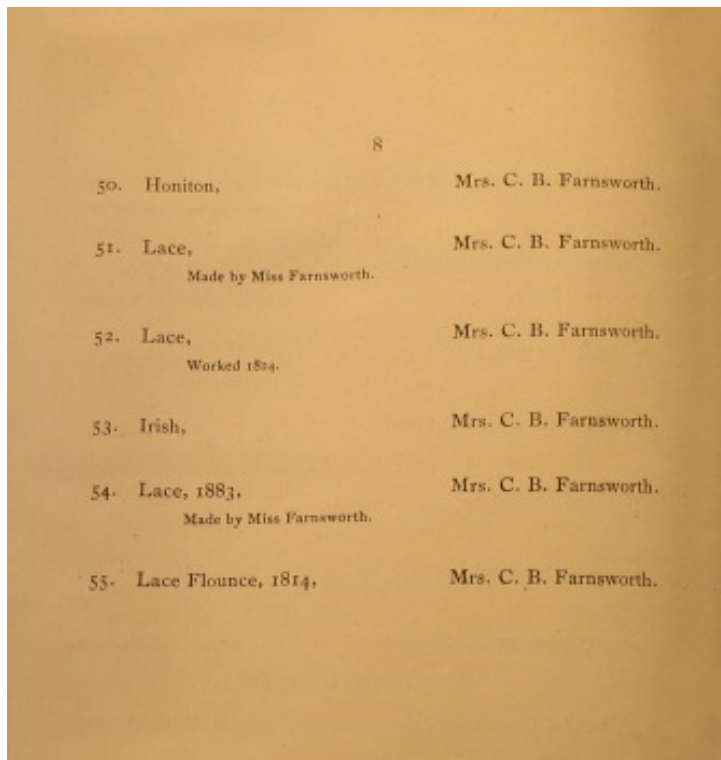 8
50. Honiton, Mrs. C. B. Farnsworth.
51. Lace, Mrs. C. B. Farnsworth.
Made by Miss Farnsworth.
52. Lace, Mrs. C. B. Farnsworth.
Worked 1824.
53. Irish, Mrs. C. B. Farnsworth.
54. Lace, 1883, Mrs. C. B. Farnsworth.
Made by Miss Farnsworth.
55. Lace Flounce, 1814, Mrs. C. B. Farnsworth.